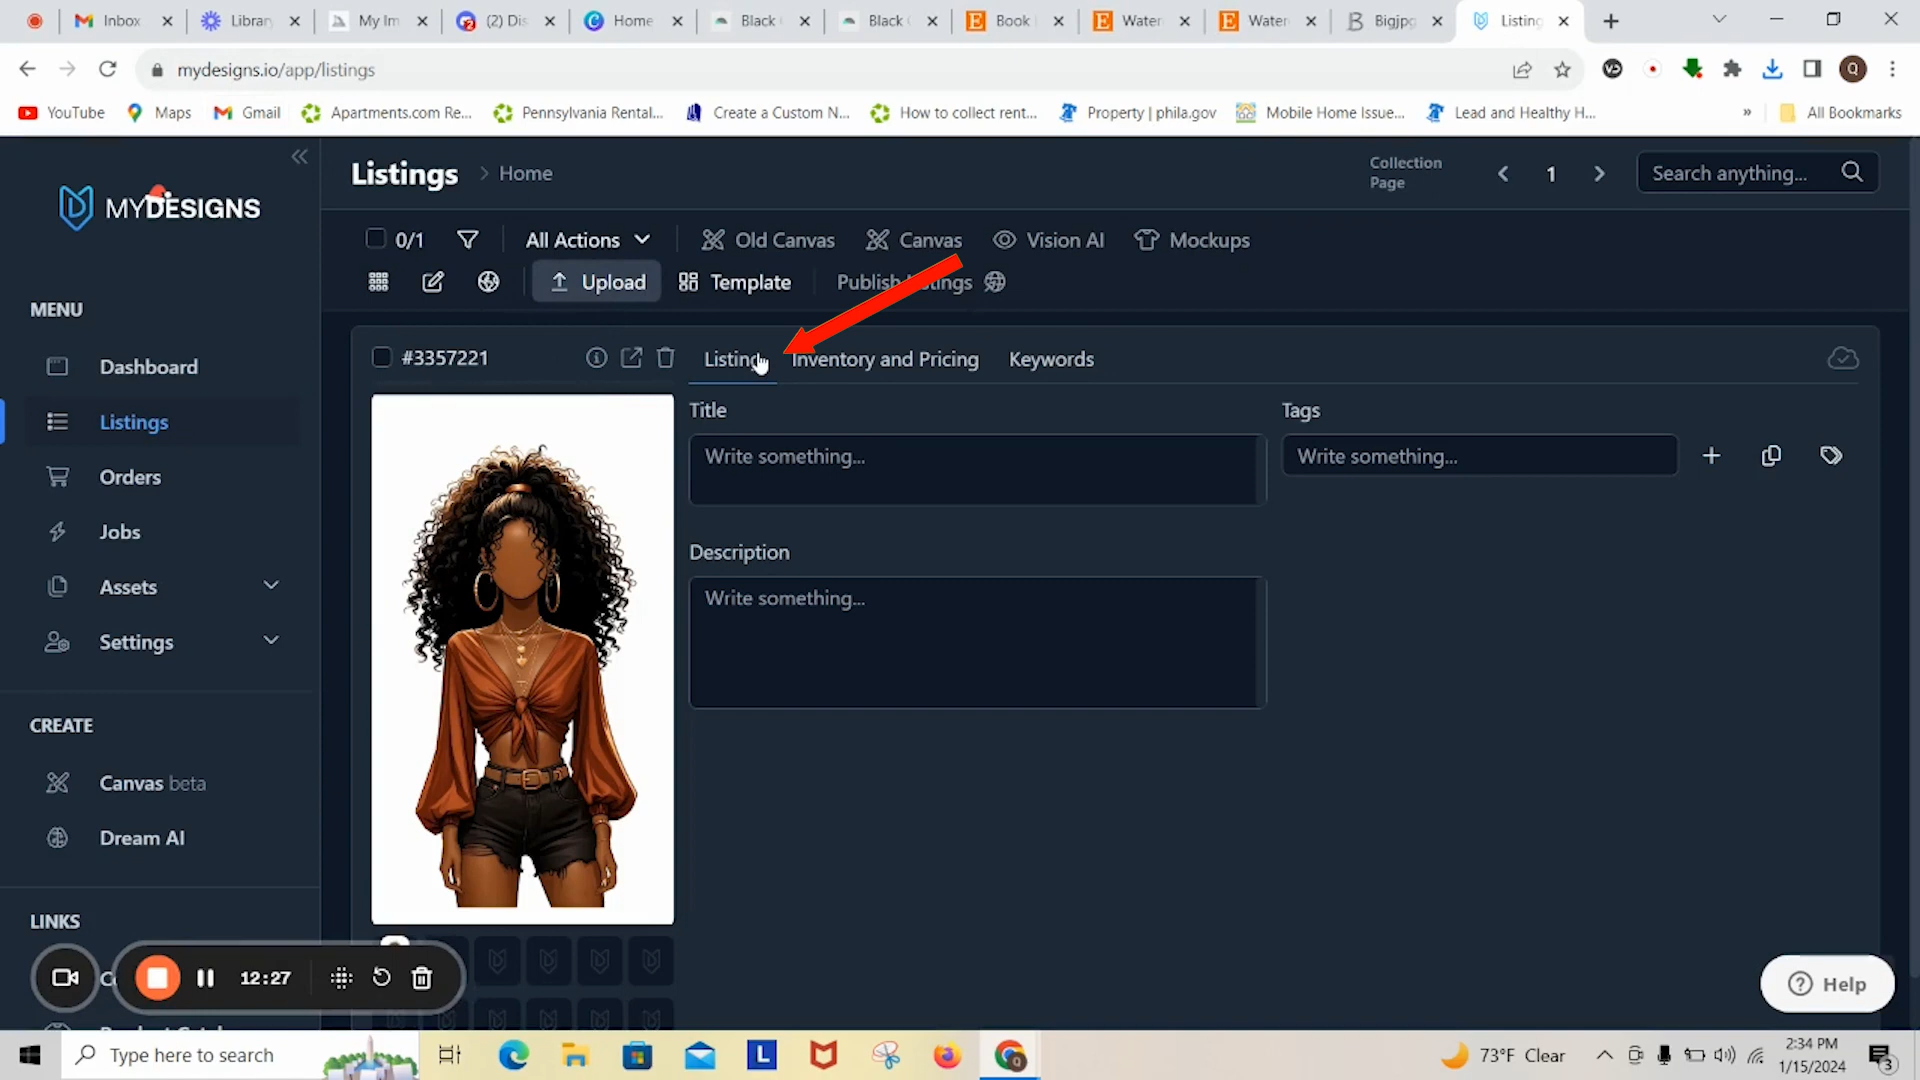 Inbox
Librar
My Im
(2) Dis
Home
Black
Black
Book
Water
Water
Bigjpg
Listing
mydesigns.io/app/listings
YouTube
Maps
Gmail
Apartments.com Re...
Pennsylvania Rental...
Create a Custom N...
How to collect rent...
Property | phila.gov
Mobile Home Issue...
Lead and Healthy H...
»
All Bookmarks
MYDESIGNS
Listings > Home
Collection
Page
1
Search anything...
0/1
All Actions
Old Canvas
Canvas
Vision AI
Mockups
Upload
Template
Publish Listings
MENU
Dashboard
Listings
Orders
Jobs
Assets
Settings
CREATE
Canvas beta
Dream AI
LINKS
#3357221
Listing
Inventory and Pricing
Keywords
Title
Write something...
Tags
Write something...
Description
Write something...
12:27
Help
Type here to search
L
73°F Clear
2:34 PM
1/15/2024
3